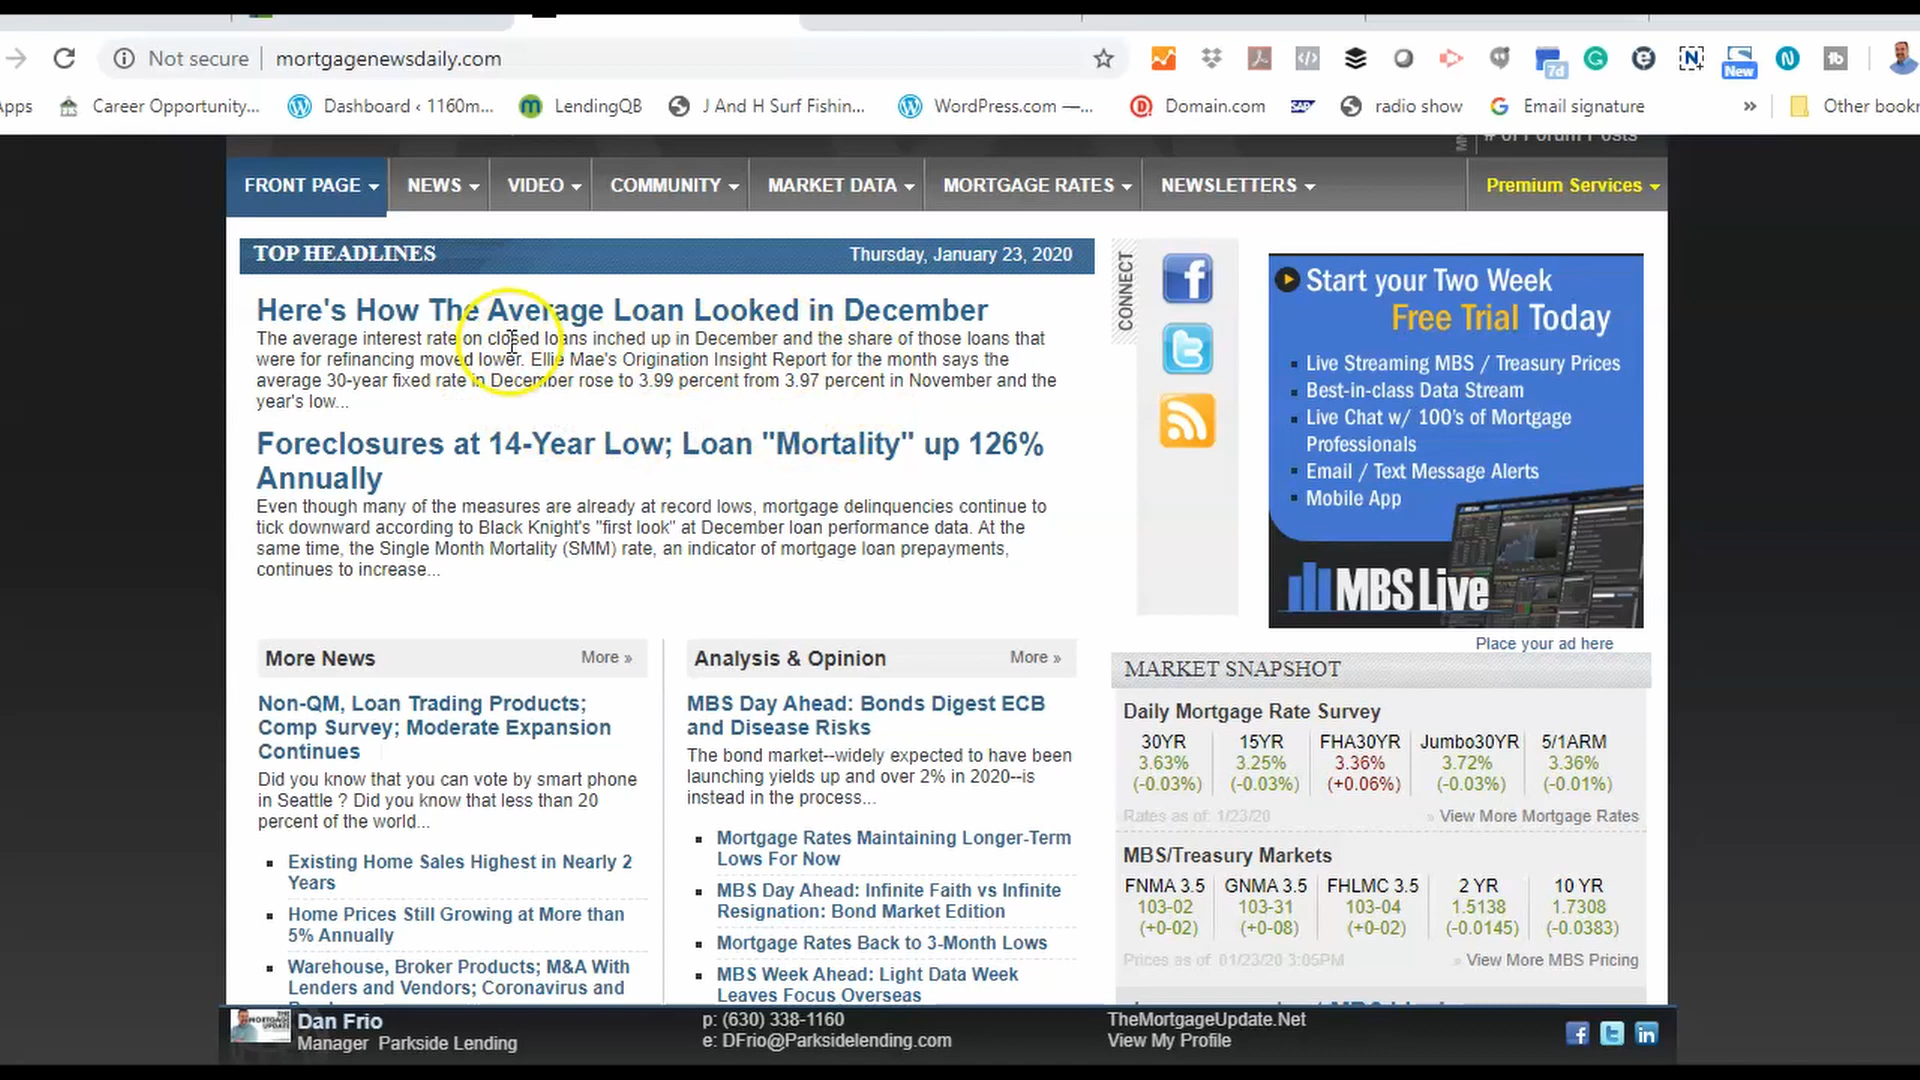 Not secure
mortgagenewsdaily.com
7d
New
Apps
Career Opportunity...
Dashboard ‹ 1160m...
LendingQB
J And H Surf Fishin...
WordPress.com —...
Domain.com
SAP
radio show
Email signature
»
Other bookr
# of Forum Posts
FRONT PAGE
NEWS
VIDEO
COMMUNITY
MARKET DATA
MORTGAGE RATES
NEWSLETTERS
Premium Services
TOP HEADLINES
Thursday, January 23, 2020
Here's How The Average Loan Looked in December
The average interest rate on closed loans inched up in December and the share of those loans that
were for refinancing moved lower. Ellie Mae's Origination Insight Report for the month says the
average 30-year fixed rate in December rose to 3.99 percent from 3.97 percent in November and the
year's low...
Foreclosures at 14-Year Low; Loan "Mortality" up 126%
Annually
Even though many of the measures are already at record lows, mortgage delinquencies continue to
tick downward according to Black Knight's "first look" at December loan performance data. At the
same time, the Single Month Mortality (SMM) rate, an indicator of mortgage loan prepayments,
continues to increase...
CONNECT
Start your Two Week
Free Trial Today
Live Streaming MBS / Treasury Prices
Best-in-class Data Stream
Live Chat w/ 100's of Mortgage
Professionals
Email / Text Message Alerts
Mobile App
MBS Live
Place your ad here
More News
More »
Non-QM, Loan Trading Products;
Comp Survey; Moderate Expansion
Continues
Did you know that you can vote by smart phone
in Seattle ? Did you know that less than 20
percent of the world...
Existing Home Sales Highest in Nearly 2
Years
Home Prices Still Growing at More than
5% Annually
Warehouse, Broker Products; M&A With
Lenders and Vendors; Coronavirus and
Analysis & Opinion
More »
MBS Day Ahead: Bonds Digest ECB
and Disease Risks
The bond market--widely expected to have been
launching yields up and over 2% in 2020--is
instead in the process...
Mortgage Rates Maintaining Longer-Term
Lows For Now
MBS Day Ahead: Infinite Faith vs Infinite
Resignation: Bond Market Edition
Mortgage Rates Back to 3-Month Lows
MBS Week Ahead: Light Data Week
Leaves Focus Overseas
MARKET SNAPSHOT
Daily Mortgage Rate Survey
30YR 15YR FHA30YR Jumbo30YR 5/1ARM
3.63% 3.25% 3.36% 3.72% 3.36%
(-0.03%) (-0.03%) (+0.06%) (-0.03%) (-0.01%)
Rates as of: 1/23/20
» View More Mortgage Rates
MBS/Treasury Markets
FNMA 3.5 GNMA 3.5 FHLMC 3.5 2 YR 10 YR
103-02 103-31 103-04 1.5138 1.7308
(+0-02) (+0-08) (+0-02) (-0.0145) (-0.0383)
Prices as of: 01/23/20 3:05PM
» View More MBS Pricing
Dan Frio
Manager Parkside Lending
p: (630) 338-1160
e: DFrio@Parksidelending.com
TheMortgageUpdate.Net
View My Profile